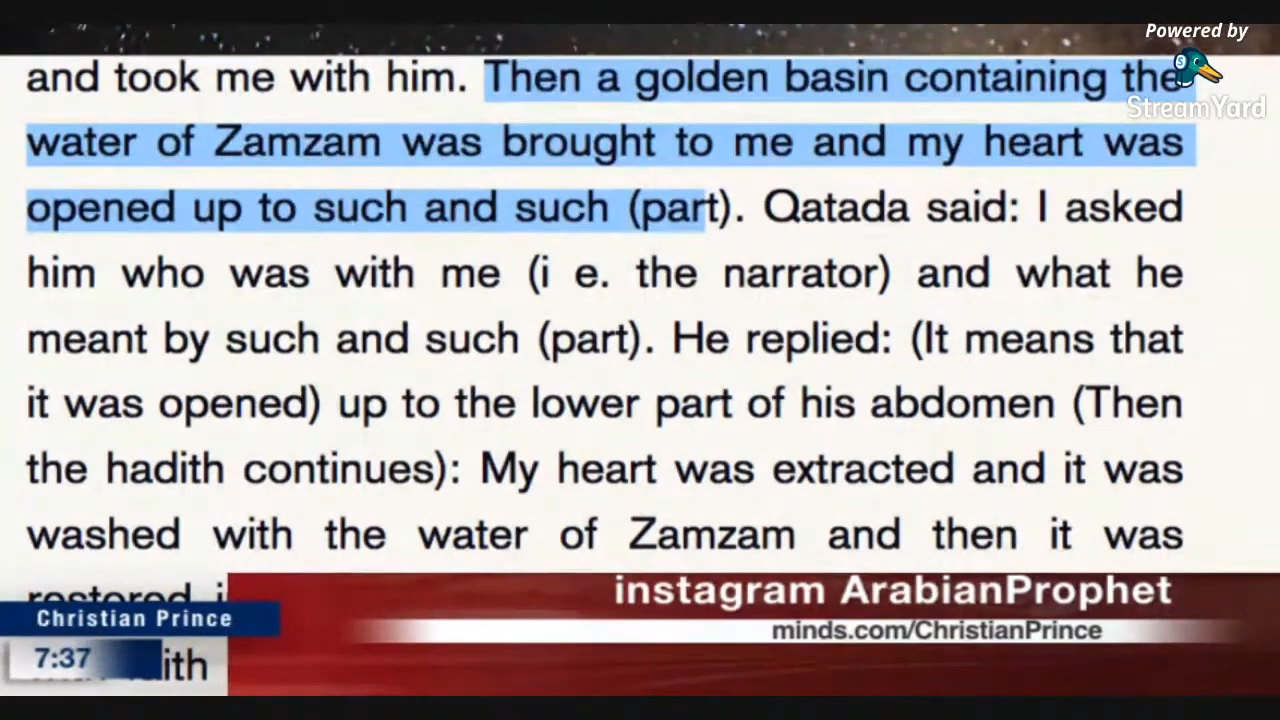 Powered by
StreamYard
and took me with him. Then a golden basin containing the
water of Zamzam was brought to me and my heart was
opened up to such and such (part). Qatada said: I asked
him who was with me (i e. the narrator) and what he
meant by such and such (part). He replied: (It means that
it was opened) up to the lower part of his abdomen (Then
the hadith continues): My heart was extracted and it was
washed with the water of Zamzam and then it was
restored i
instagram ArabianProphet
Christian Prince
minds.com/ChristianPrince
7:37
ith